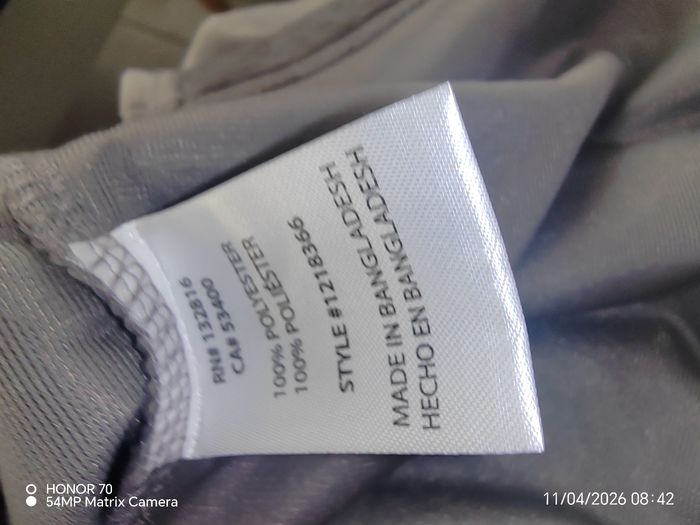 RN# 132816
CA# 53400
100% POLYESTER
100% POLIÉSTER
STYLE #1218366
MADE IN BANGLADESH
HECHO EN BANGLADESH
HONOR 70
54MP Matrix Camera
11/04/2026 08:42